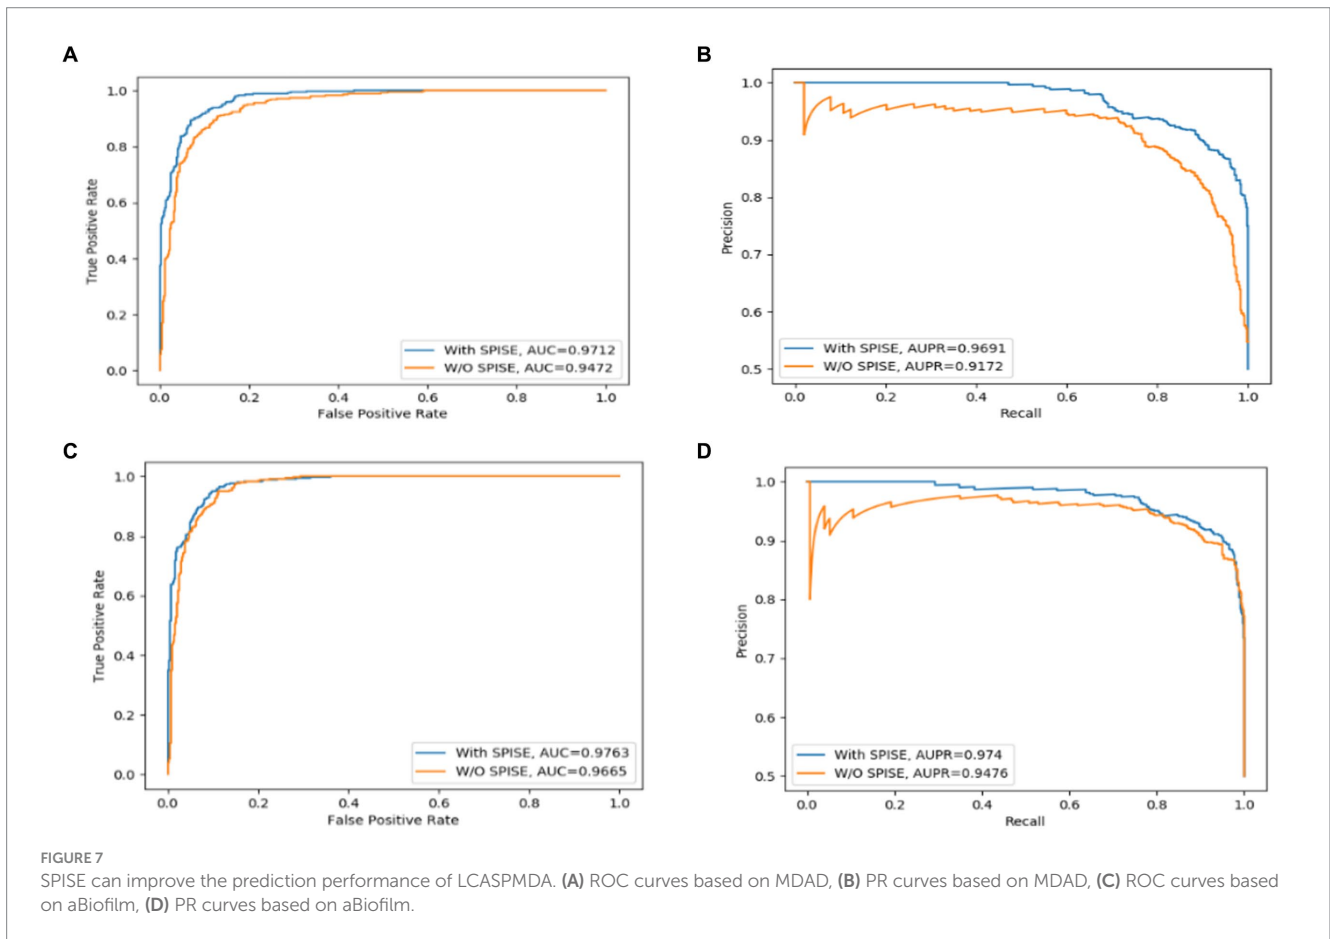 A
1.0
0.8
0.6
0.4
0.2
0.0
True Positive Rate
With SPISE, AUC=0.9712
W/O SPISE, AUC=0.9472
0.0 0.2 0.4 0.6 0.8 1.0
False Positive Rate
B
1.0
0.9
0.8
0.7
0.6
0.5
Precision
With SPISE, AUPR=0.9691
W/O SPISE, AUPR=0.9172
0.0 0.2 0.4 0.6 0.8 1.0
Recall
C
1.0
0.8
0.6
0.4
0.2
0.0
True Positive Rate
With SPISE, AUC=0.9763
W/O SPISE, AUC=0.9665
0.0 0.2 0.4 0.6 0.8 1.0
False Positive Rate
D
1.0
0.9
0.8
0.7
0.6
0.5
Precision
With SPISE, AUPR=0.974
W/O SPISE, AUPR=0.9476
0.0 0.2 0.4 0.6 0.8 1.0
Recall
FIGURE 7
SPISE can improve the prediction performance of LCASPMDA. (A) ROC curves based on MDAD, (B) PR curves based on MDAD, (C) ROC curves based
on aBiofilm, (D) PR curves based on aBiofilm.